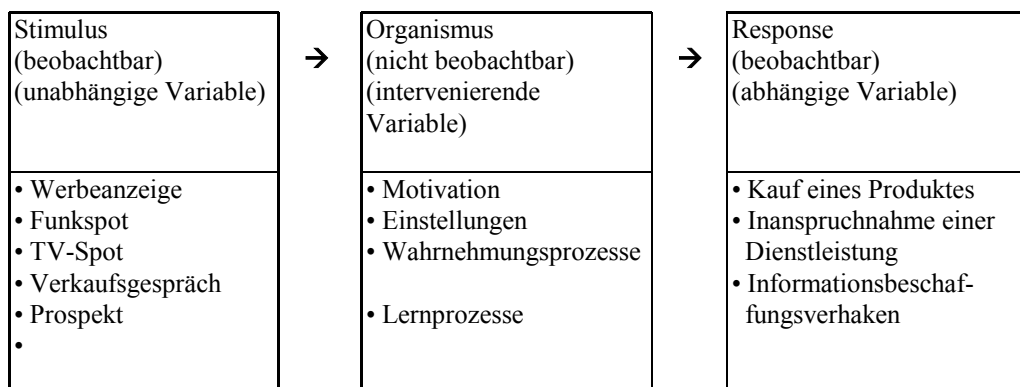 Stimulus
(beobachtbar)
(unabhängige Variable)
→
Organismus
(nicht beobachtbar)
(intervenierende
Variable)
→
Response
(beobachtbar)
(abhängige Variable)
• Werbeanzeige
• Funkspot
• TV-Spot
• Verkaufsgespräch
• Prospekt
•
• Motivation
• Einstellungen
• Wahrnehmungsprozesse
• Lernprozesse
• Kauf eines Produktes
• Inanspruchnahme einer
Dienstleistung
• Informationsbeschaf-
fungsverhaken